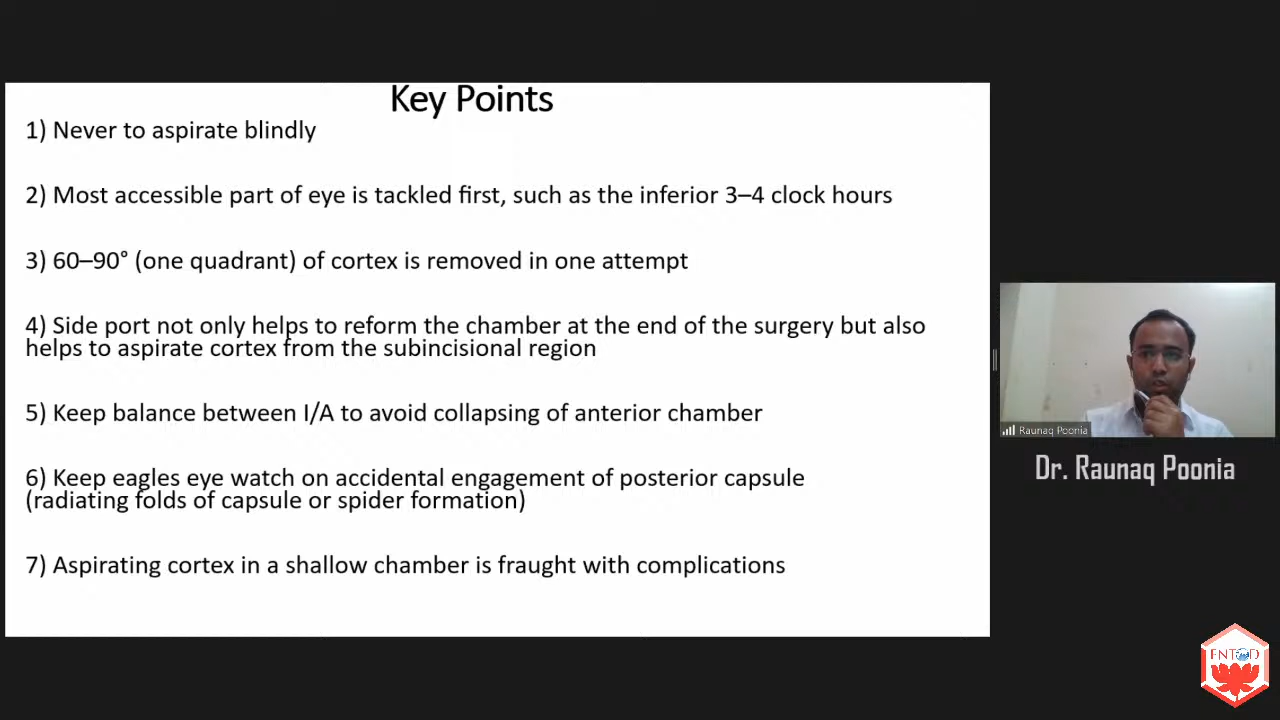 Key Points
1) Never to aspirate blindly
2) Most accessible part of eye is tackled first, such as the inferior 3–4 clock hours
3) 60–90° (one quadrant) of cortex is removed in one attempt
4) Side port not only helps to reform the chamber at the end of the surgery but also
helps to aspirate cortex from the subincisional region
5) Keep balance between I/A to avoid collapsing of anterior chamber
6) Keep eagles eye watch on accidental engagement of posterior capsule
(radiating folds of capsule or spider formation)
7) Aspirating cortex in a shallow chamber is fraught with complications
Raunaq Poonia
Dr. Raunaq Poonia
ENTOD